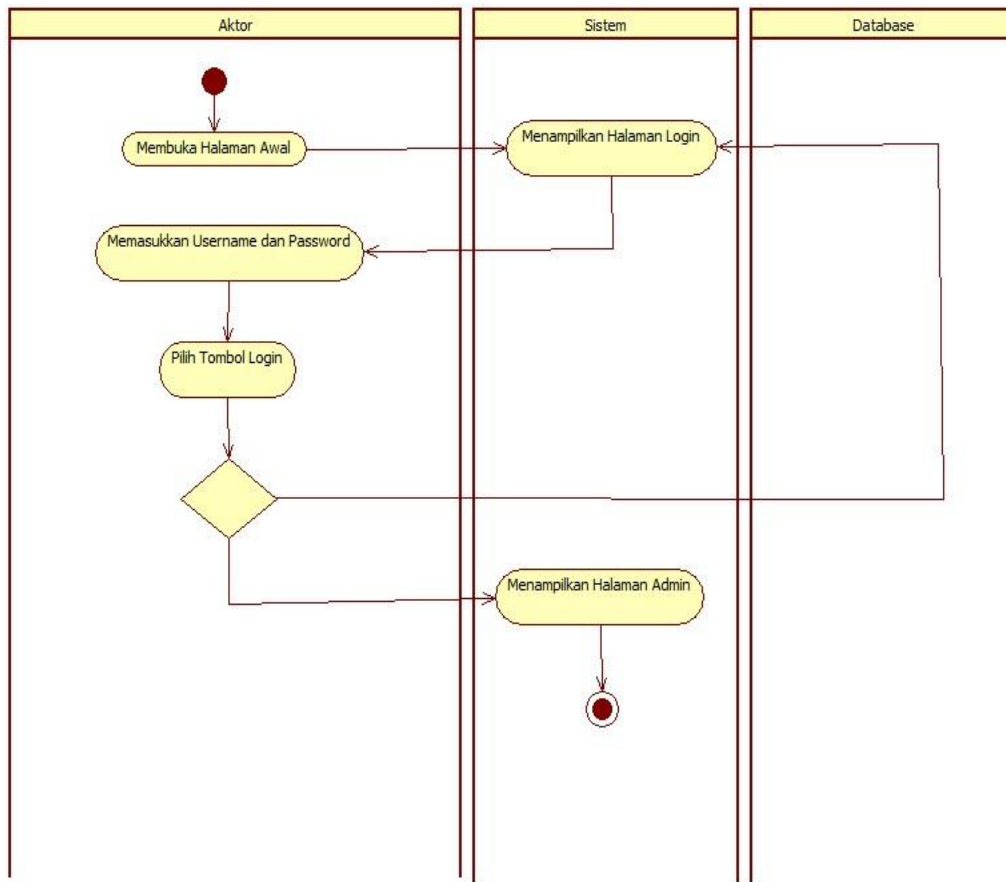 Aktor
Sistem
Database
Membuka Halaman Awal
Menampilkan Halaman Login
Memasukkan Username dan Password
Pilih Tombol Login
Menampilkan Halaman Admin